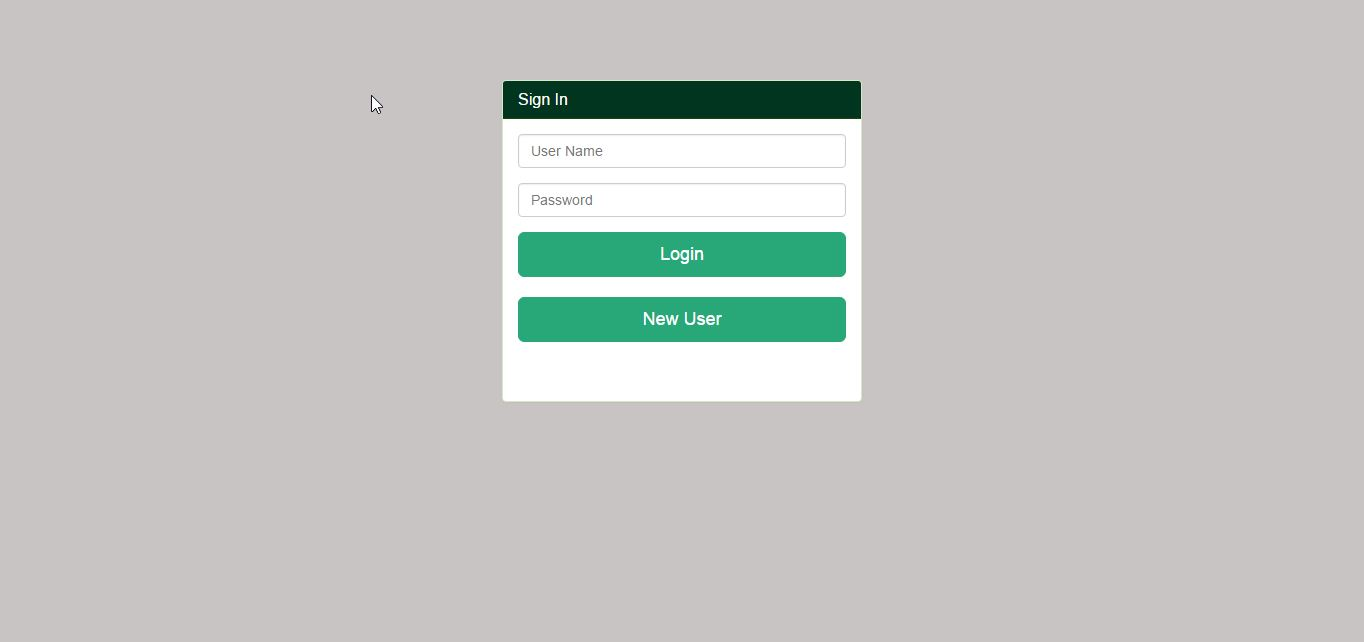 Sign In
User Name
Password
Login
New User